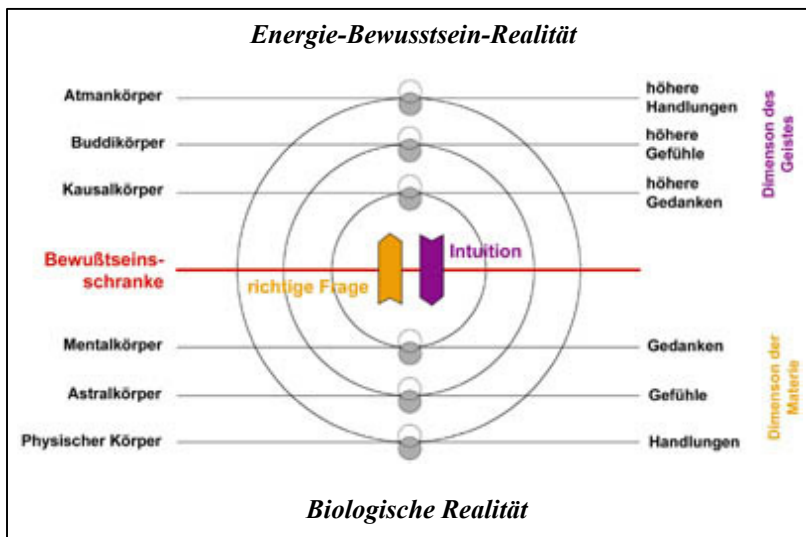 Energie-Bewusstsein-Realität
Atmankörper
höhere
Handlungen
Buddikörper
höhere
Gefühle
Kausalkörper
höhere
Gedanken
Dimenson des
Geistes
Bewußtseins-
schranke
richtige Frage
Intuition
Mentalkörper
Gedanken
Astralkörper
Gefühle
Physischer Körper
Handlungen
Dimenson der
Materie
Biologische Realität